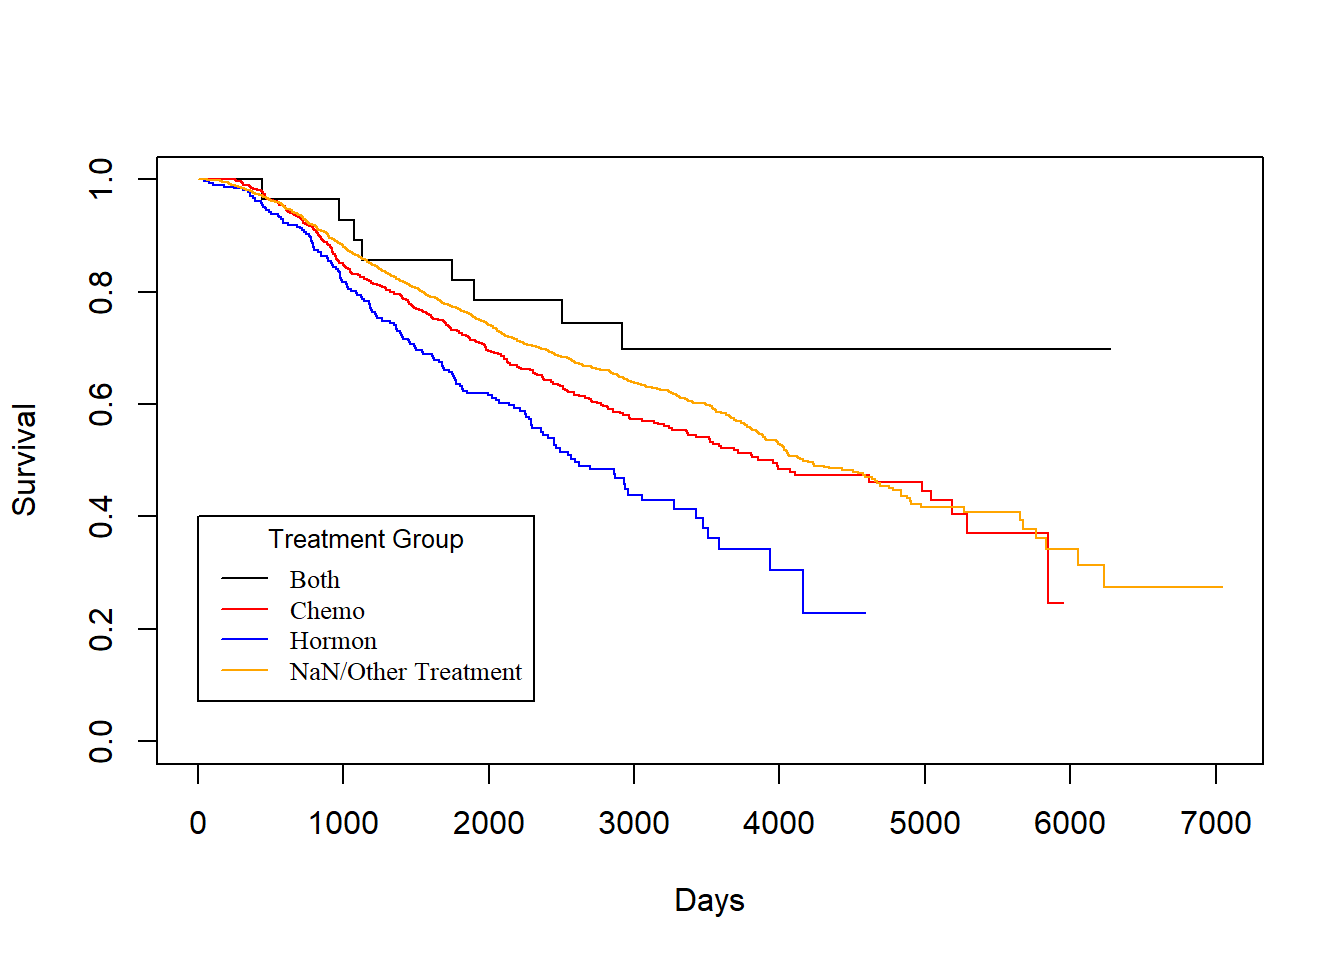 Survival
1.0
0.8
0.6
0.4
0.2
0.0
Treatment Group
Both
Chemo
Hormon
NaN/Other Treatment
0 1000 2000 3000 4000 5000 6000 7000
Days